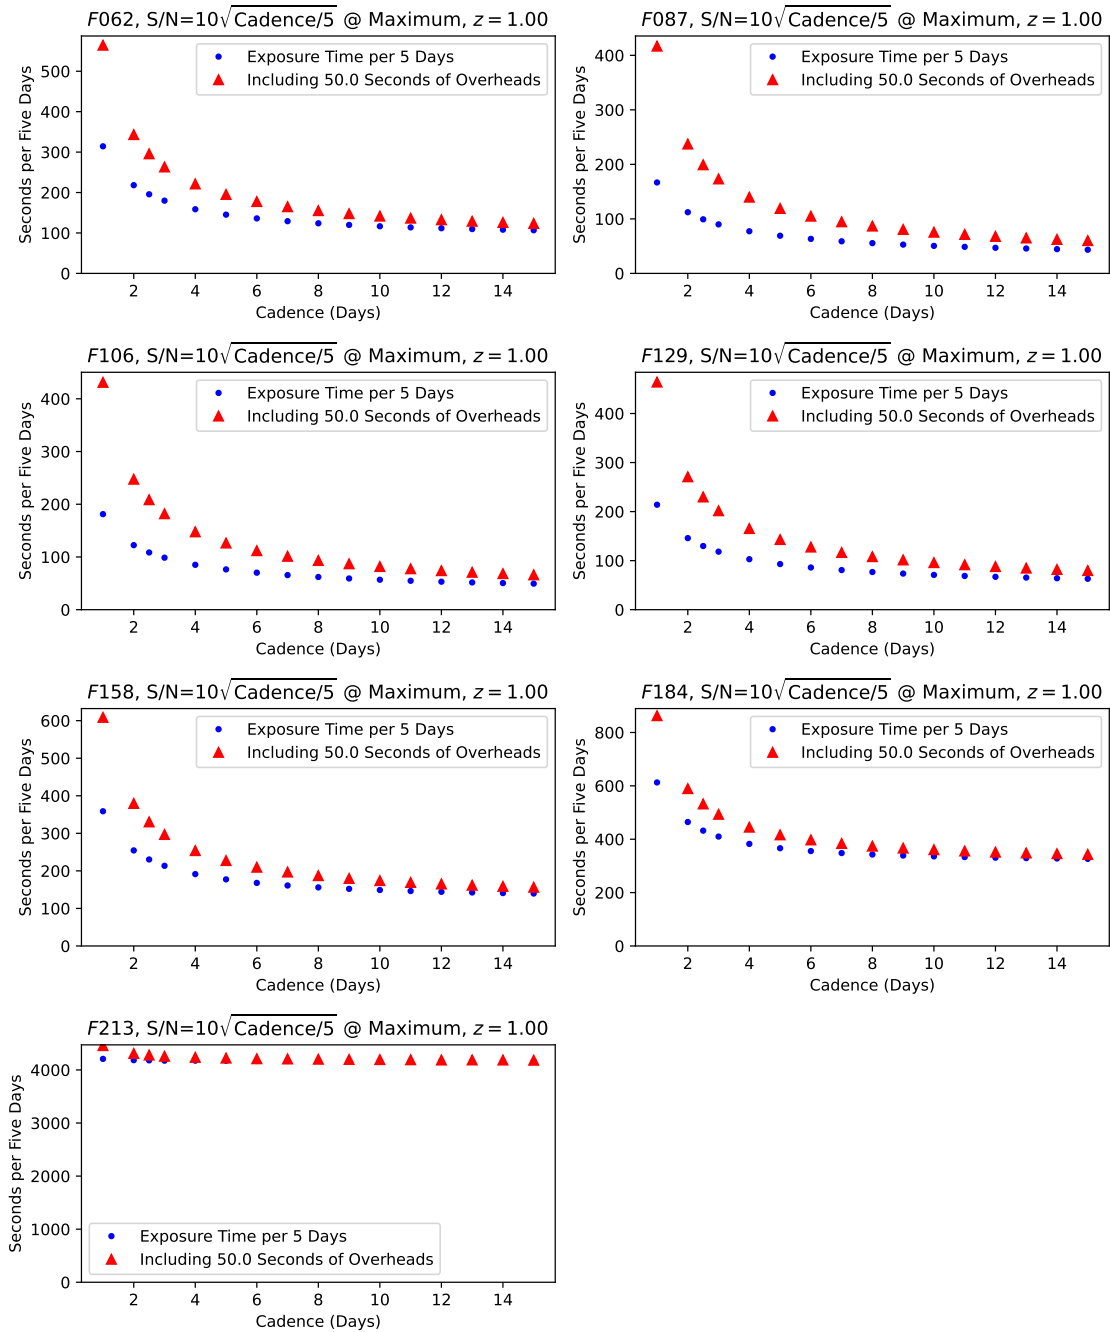 F062, S/N=10√Cadence/5 @ Maximum, z = 1.00
Seconds per Five Days
500
400
300
200
100
0
Exposure Time per 5 Days
Including 50.0 Seconds of Overheads
2 4 6 8 10 12 14
Cadence (Days)
F087, S/N=10√Cadence/5 @ Maximum, z = 1.00
Seconds per Five Days
400
300
200
100
0
Exposure Time per 5 Days
Including 50.0 Seconds of Overheads
2 4 6 8 10 12 14
Cadence (Days)
F106, S/N=10√Cadence/5 @ Maximum, z = 1.00
Seconds per Five Days
400
300
200
100
0
Exposure Time per 5 Days
Including 50.0 Seconds of Overheads
2 4 6 8 10 12 14
Cadence (Days)
F129, S/N=10√Cadence/5 @ Maximum, z = 1.00
Seconds per Five Days
400
300
200
100
0
Exposure Time per 5 Days
Including 50.0 Seconds of Overheads
2 4 6 8 10 12 14
Cadence (Days)
F158, S/N=10√Cadence/5 @ Maximum, z = 1.00
Seconds per Five Days
600
500
400
300
200
100
0
Exposure Time per 5 Days
Including 50.0 Seconds of Overheads
2 4 6 8 10 12 14
Cadence (Days)
F184, S/N=10√Cadence/5 @ Maximum, z = 1.00
Seconds per Five Days
800
600
400
200
0
Exposure Time per 5 Days
Including 50.0 Seconds of Overheads
2 4 6 8 10 12 14
Cadence (Days)
F213, S/N=10√Cadence/5 @ Maximum, z = 1.00
Seconds per Five Days
4000
3000
2000
1000
0
Exposure Time per 5 Days
Including 50.0 Seconds of Overheads
2 4 6 8 10 12 14
Cadence (Days)